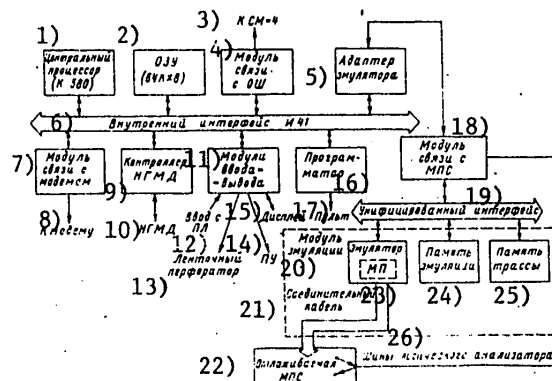 3) К СМ-4
1) Центральный процессор (К 580)
2) ОЗУ (64К×8)
4) Модуль связи с ОШ
5) Адаптер эмулятора
6) Внутренний интерфейс И41
7) Модуль связи с модемом
9) Контроллер НГМД
11) Модули ввода-вывода
16) Программатор
18) Модуль связи с МПС
8) К модему
10) НГМД
12) Ввод с ПЛ
13) Ленточный перфоратор
14) ПУ
15) Дисплей
17) Пульт
19) Унифицированный интерфейс
20) Модуль эмуляции
23) Эмулятор МП
24) Память эмуляции
25) Память трассы
21) Соединительный кабель
22) Отлаживаемая МПС
26) Шины логического анализатора